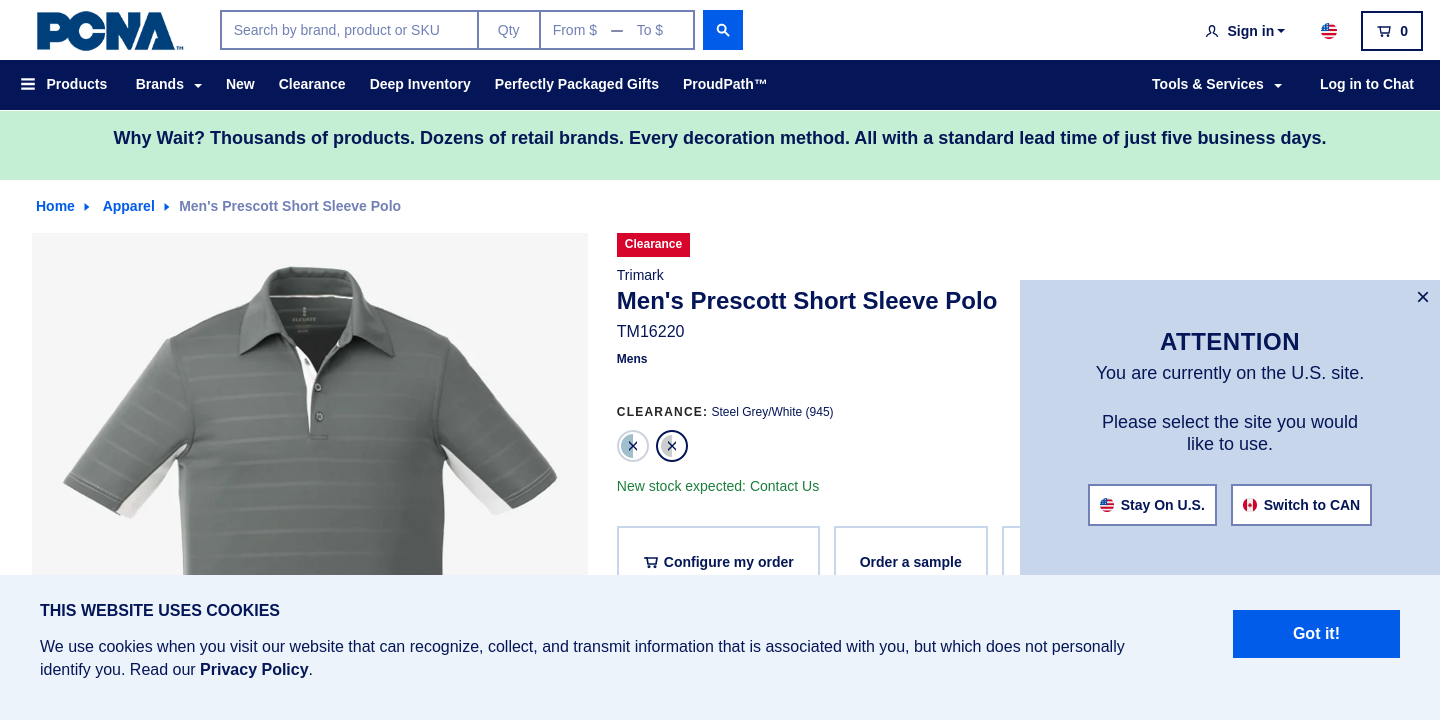 PCNA™
Search by brand, product or SKU
Qty
From $ — To $
Sign in
0
Products
Brands
New
Clearance
Deep Inventory
Perfectly Packaged Gifts
ProudPath™
Tools & Services
Log in to Chat
Why Wait? Thousands of products. Dozens of retail brands. Every decoration method. All with a standard lead time of just five business days.
Home
Apparel
Men's Prescott Short Sleeve Polo
Clearance
Trimark
Men's Prescott Short Sleeve Polo
TM16220
Mens
CLEARANCE: Steel Grey/White (945)
New stock expected: Contact Us
Configure my order
Order a sample
ELEVATE
ATTENTION
You are currently on the U.S. site.
Please select the site you would
like to use.
Stay On U.S.
Switch to CAN
THIS WEBSITE USES COOKIES
We use cookies when you visit our website that can recognize, collect, and transmit information that is associated with you, but which does not personally
identify you. Read our Privacy Policy.
Got it!